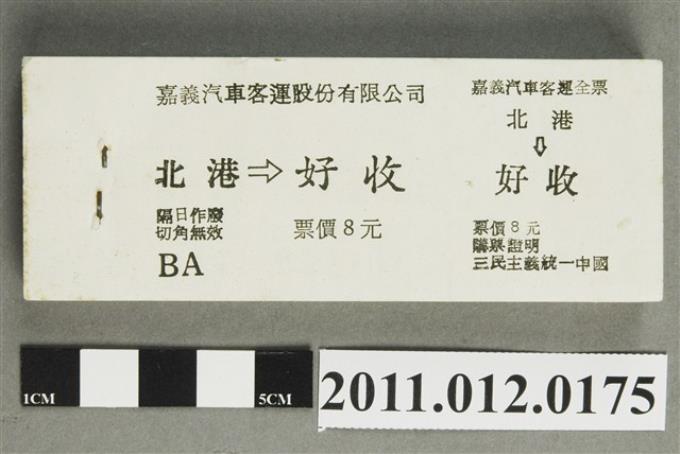 嘉義汽車客運股份有限公司
北港⇨好收
隔日作廢
切角無效
票價8元
BA
嘉義汽車客運全票
北港
⇩
好收
票價8元
購票證明
三民主義統一中國
1CM
5CM
2011.012.0175